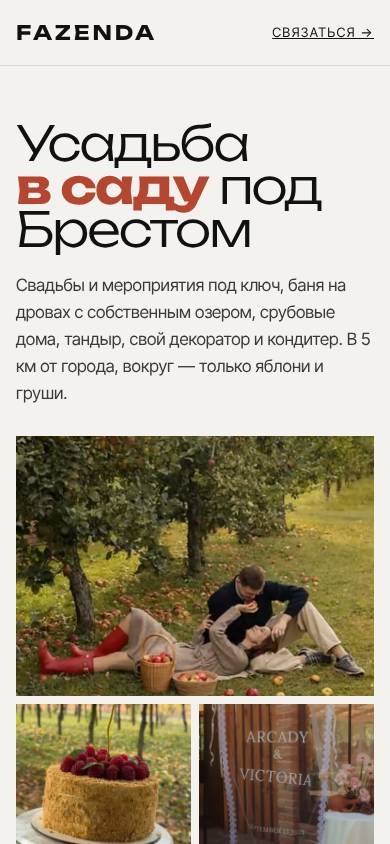 FAZENDA
СВЯЗАТЬСЯ →
Усадьба
в саду под
Брестом
Свадьбы и мероприятия под ключ, баня на
дровах с собственным озером, срубовые
дома, тандыр, свой декоратор и кондитер. В 5
км от города, вокруг — только яблони и
груши.
ARCADY
&
VICTORIA